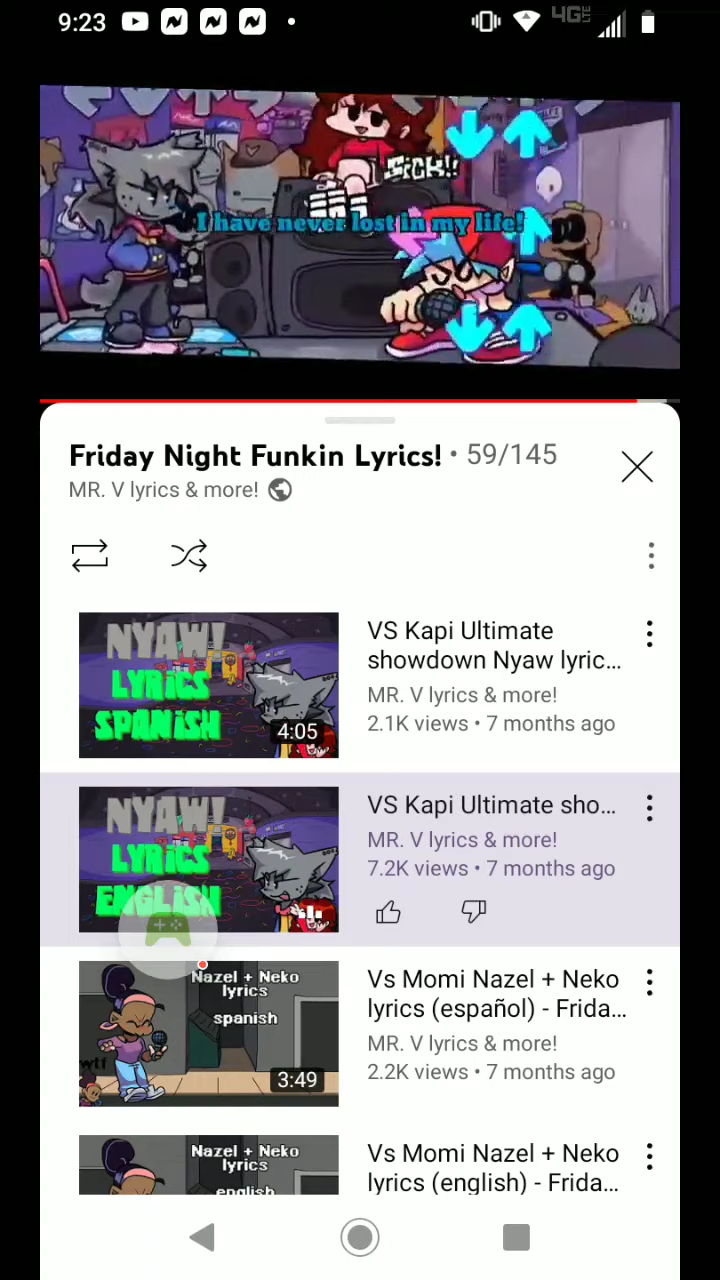 9:23
4G LTE
SICK!!
I have never lost in my life!
Friday Night Funkin Lyrics! • 59/145
MR. V lyrics & more!
NYAW!
LYRICS
SPANISH
4:05
VS Kapi Ultimate
showdown Nyaw lyric...
MR. V lyrics & more!
2.1K views • 7 months ago
NYAW!
LYRICS
ENGLISH
VS Kapi Ultimate sho...
MR. V lyrics & more!
7.2K views • 7 months ago
Nazel + Neko
lyrics
spanish
wtf
3:49
Vs Momi Nazel + Neko
lyrics (español) - Frida...
MR. V lyrics & more!
2.2K views • 7 months ago
Nazel + Neko
lyrics
english
Vs Momi Nazel + Neko
lyrics (english) - Frida...